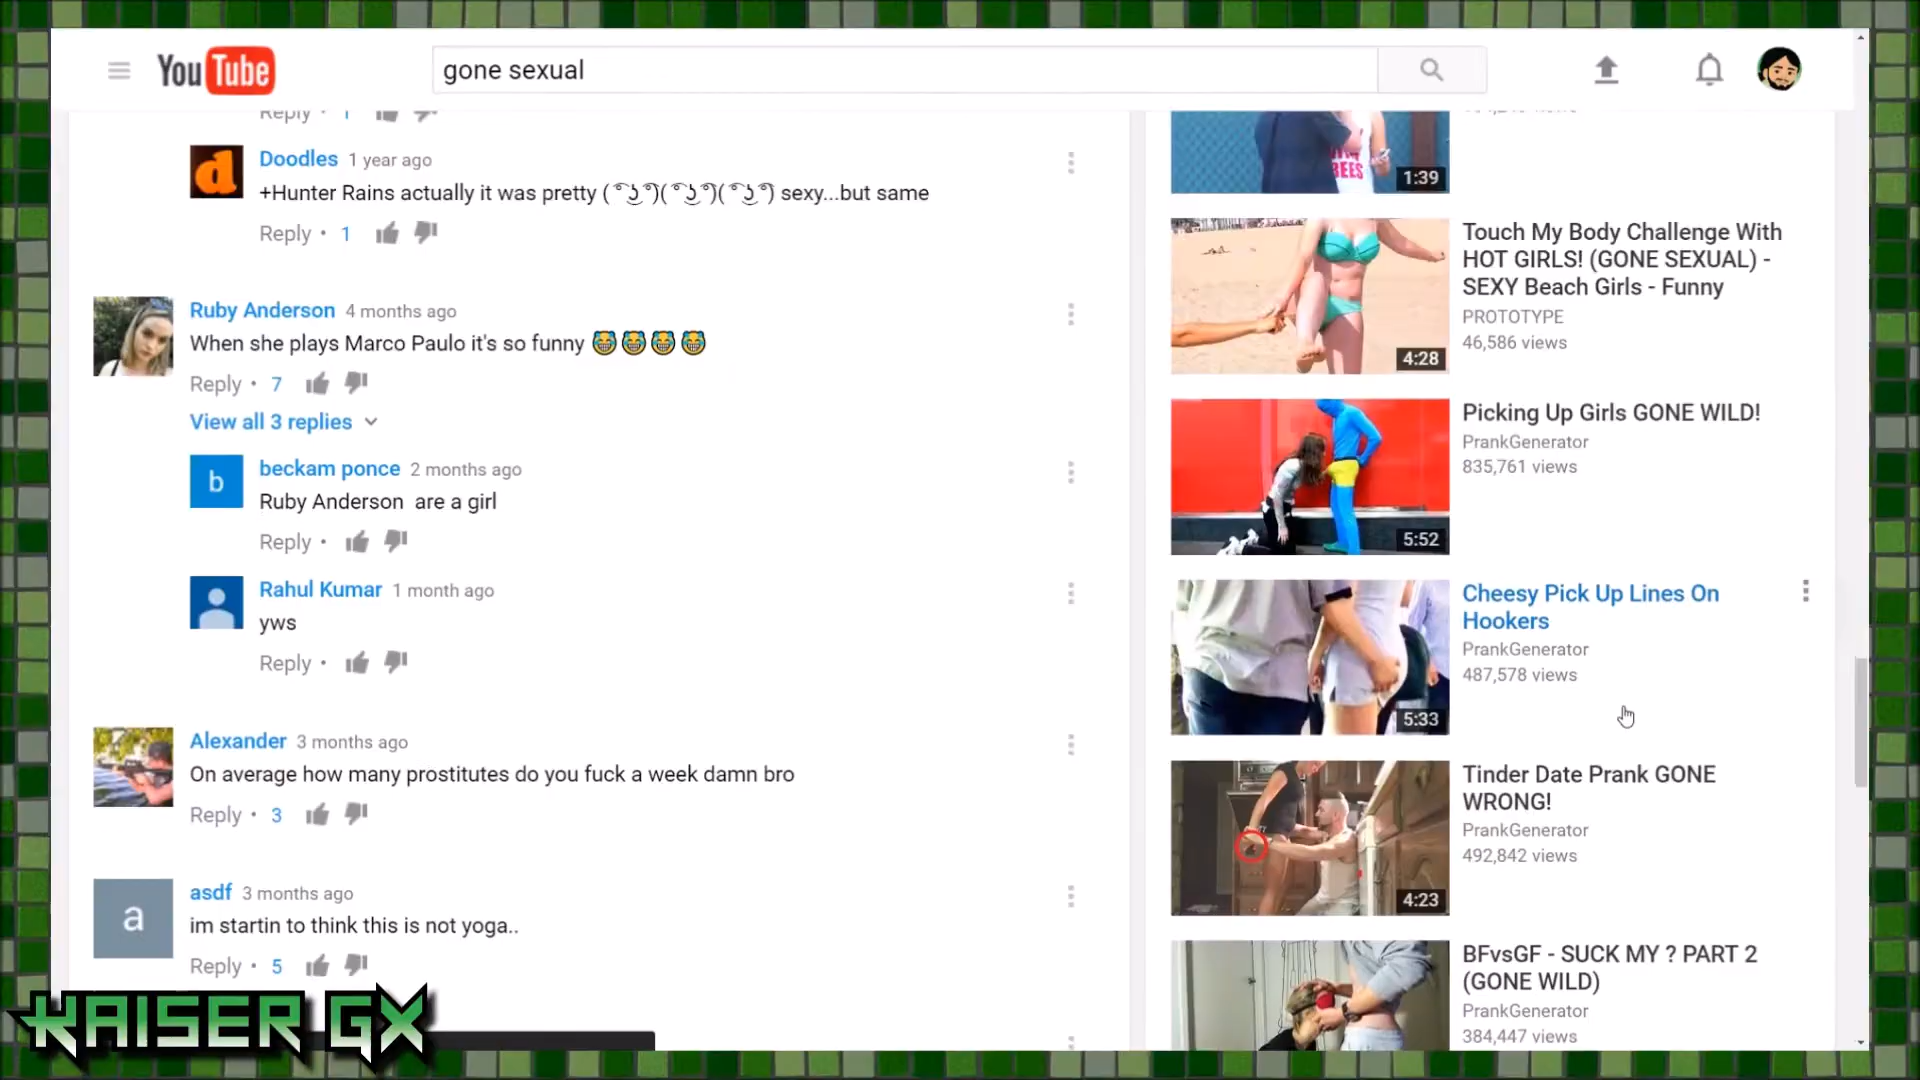 You Tube
gone sexual
Reply • 1
Doodles 1 year ago
+Hunter Rains actually it was pretty ( ͡° ͜ʖ ͡°)( ͡° ͜ʖ ͡°)( ͡° ͜ʖ ͡°) sexy...but same
Reply • 1
Ruby Anderson 4 months ago
When she plays Marco Paulo it's so funny 😹😹😹😹
Reply • 7
View all 3 replies
beckam ponce 2 months ago
Ruby Anderson are a girl
Reply •
Rahul Kumar 1 month ago
yws
Reply •
Alexander 3 months ago
On average how many prostitutes do you fuck a week damn bro
Reply • 3
asdf 3 months ago
im startin to think this is not yoga..
Reply • 5
KAISER GX
BEES
1:39
Touch My Body Challenge With
HOT GIRLS! (GONE SEXUAL) -
SEXY Beach Girls - Funny
PROTOTYPE
46,586 views
4:28
Picking Up Girls GONE WILD!
PrankGenerator
835,761 views
5:52
Cheesy Pick Up Lines On
Hookers
PrankGenerator
487,578 views
5:33
Tinder Date Prank GONE
WRONG!
PrankGenerator
492,842 views
4:23
BFvsGF - SUCK MY ? PART 2
(GONE WILD)
PrankGenerator
384,447 views